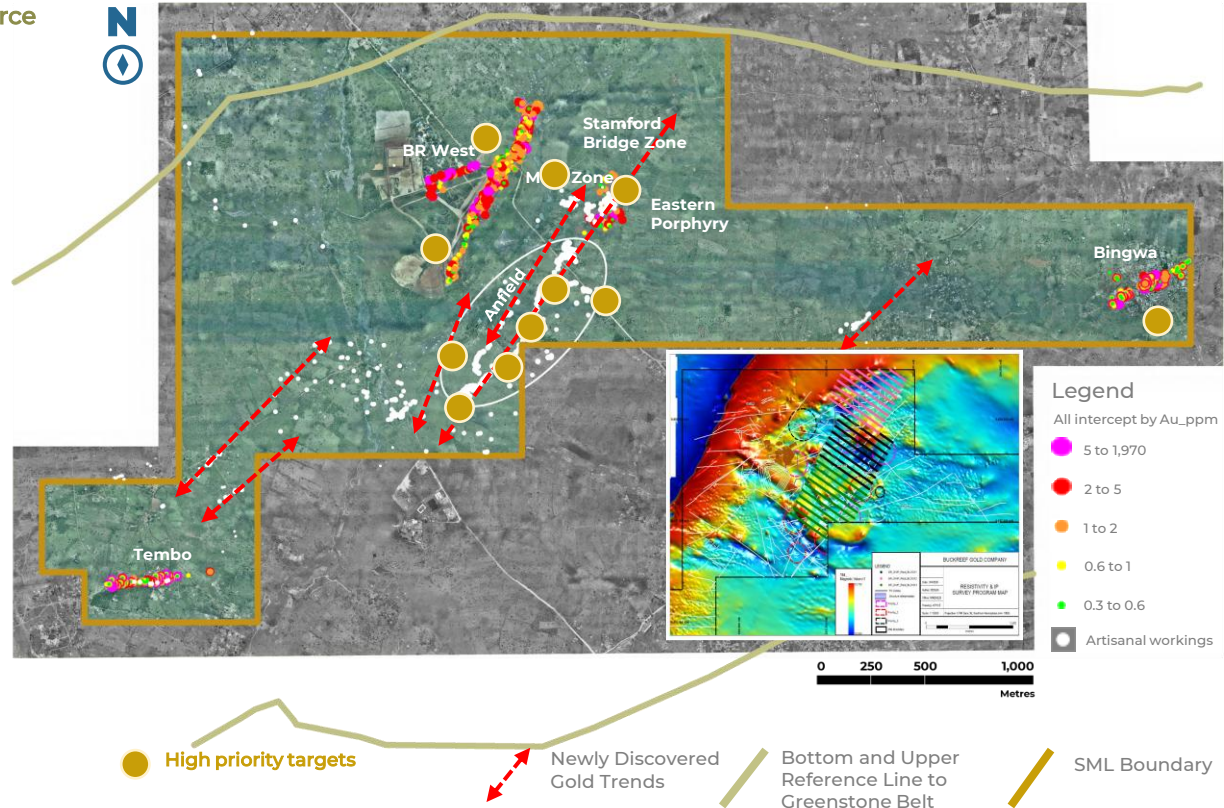 rce
N
Stamford
Bridge Zone
BR West
M Zone
Eastern
Porphyry
Bingwa
Anfield
Tembo
Legend
All intercept by Au_ppm
5 to 1,970
2 to 5
1 to 2
0.6 to 1
0.3 to 0.6
Artisanal workings
LEGEND
BUCKREEF GOLD COMPANY
RESISTIVITY & IP
SURVEY PROGRAM MAP
0 250 500 1,000
Metres
High priority targets
Newly Discovered
Gold Trends
Bottom and Upper
Reference Line to
Greenstone Belt
SML Boundary